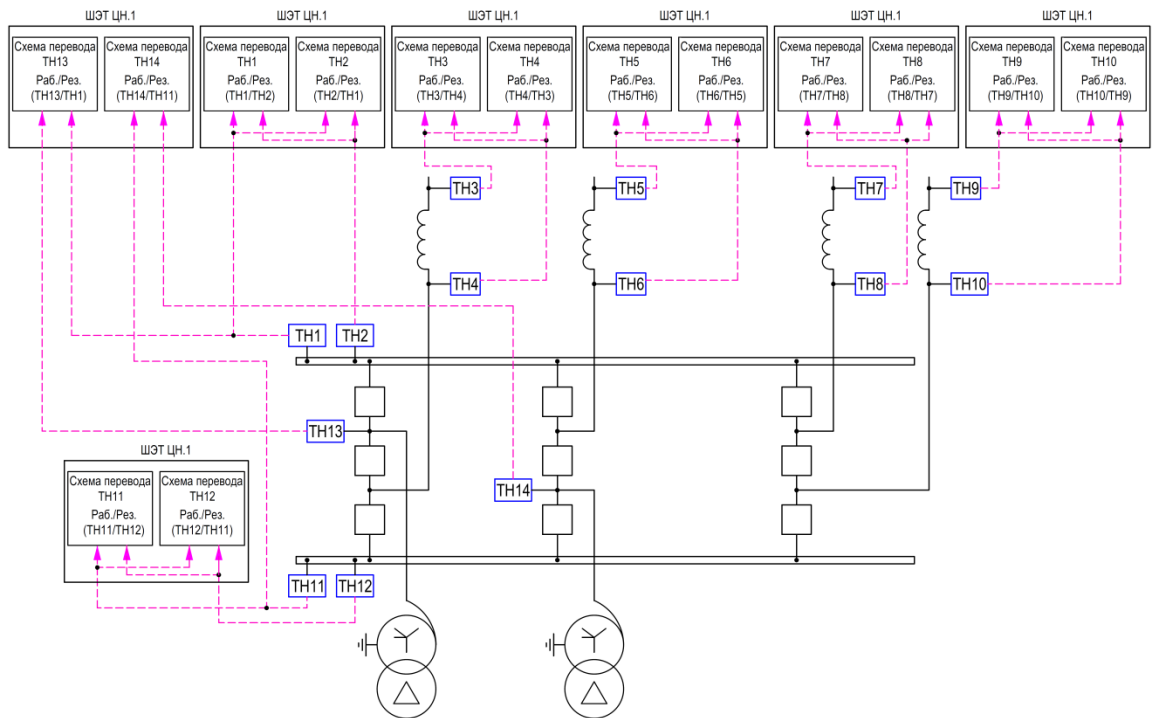 ШЭТ ЦН.1
Схема перевода
ТН13
Раб./Рез.
(ТН13/ТН1)
Схема перевода
ТН14
Раб./Рез.
(ТН14/ТН11)
ШЭТ ЦН.1
Схема перевода
ТН1
Раб./Рез.
(ТН1/ТН2)
Схема перевода
ТН2
Раб./Рез.
(ТН2/ТН1)
ШЭТ ЦН.1
Схема перевода
ТН3
Раб./Рез.
(ТН3/ТН4)
Схема перевода
ТН4
Раб./Рез.
(ТН4/ТН3)
ШЭТ ЦН.1
Схема перевода
ТН5
Раб./Рез.
(ТН5/ТН6)
Схема перевода
ТН6
Раб./Рез.
(ТН6/ТН5)
ШЭТ ЦН.1
Схема перевода
ТН7
Раб./Рез.
(ТН7/ТН8)
Схема перевода
ТН8
Раб./Рез.
(ТН8/ТН7)
ШЭТ ЦН.1
Схема перевода
ТН9
Раб./Рез.
(ТН9/ТН10)
Схема перевода
ТН10
Раб./Рез.
(ТН10/ТН9)
ТН3
ТН5
ТН7
ТН9
ТН4
ТН6
ТН8
ТН10
ТН1
ТН2
ТН13
ТН14
ШЭТ ЦН.1
Схема перевода
ТН11
Раб./Рез.
(ТН11/ТН12)
Схема перевода
ТН12
Раб./Рез.
(ТН12/ТН11)
ТН11
ТН12